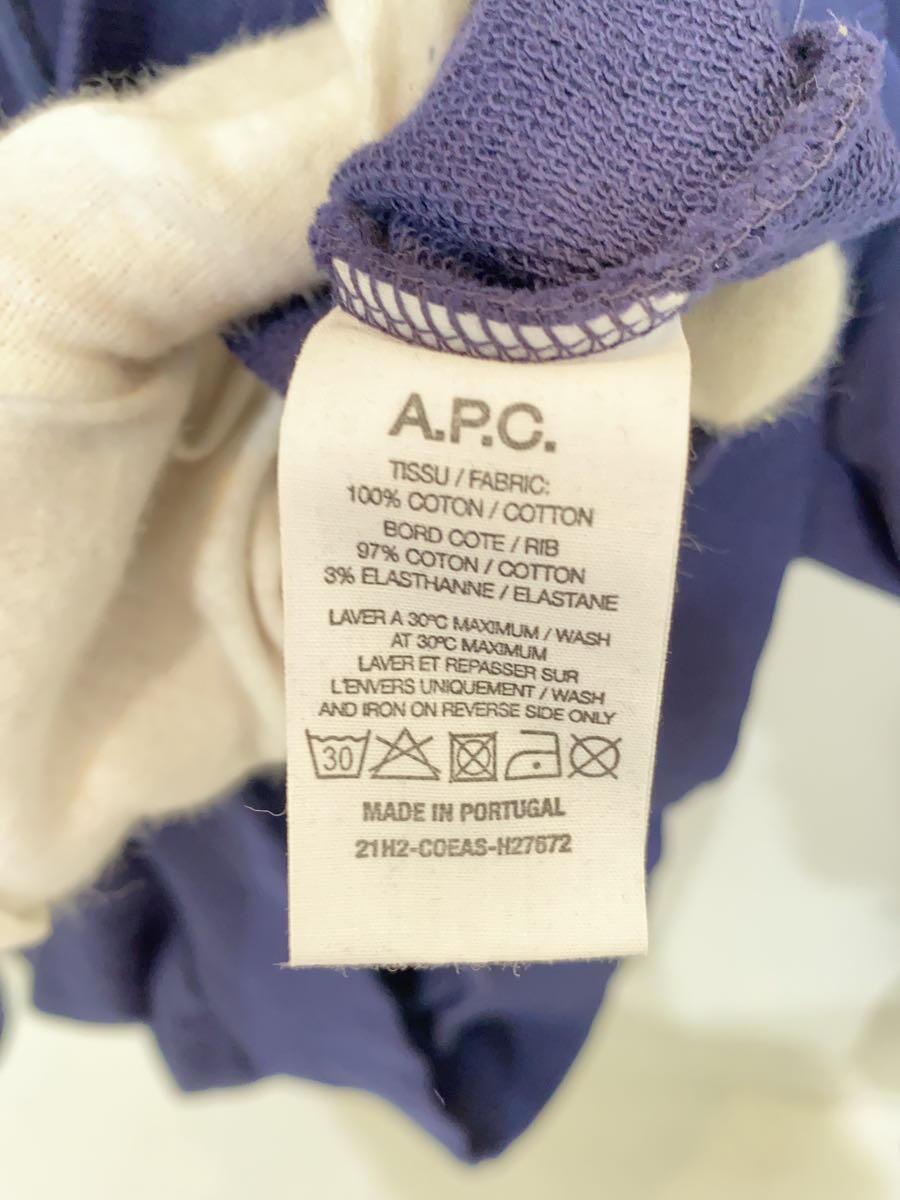 A.P.C.
TISSU / FABRIC:
100% COTON / COTTON
BORD COTE / RIB
97% COTON / COTTON
3% ELASTHANNE / ELASTANE
LAVER A 30ºC MAXIMUM / WASH
AT 30ºC MAXIMUM
LAVER ET REPASSER SUR
L'ENVERS UNIQUEMENT / WASH
AND IRON ON REVERSE SIDE ONLY
30
MADE IN PORTUGAL
21H2-COEAS-H27672